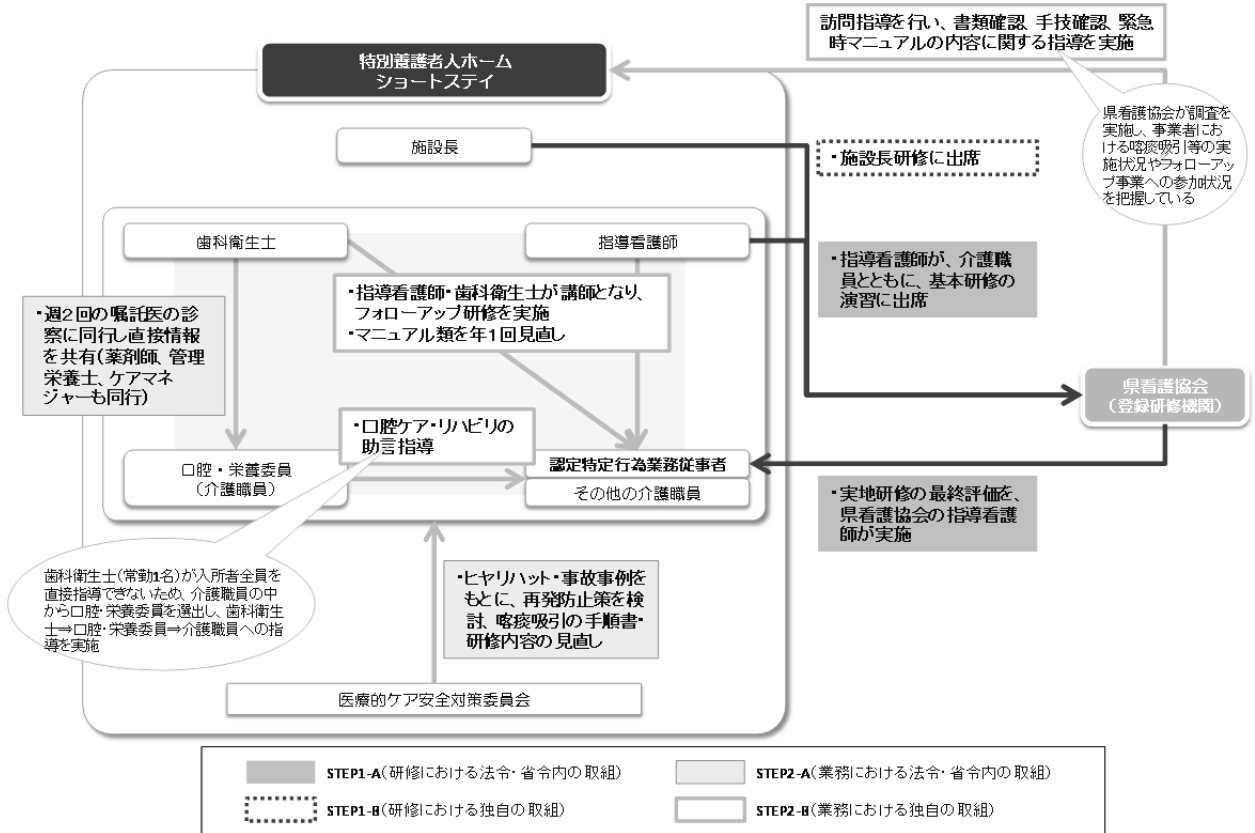 訪問指導を行い、書類確認、手技確認、緊急
時マニュアルの内容に関する指導を実施
特別養護者人ホーム
ショートステイ
県看護協会が調査を
実施し、事業者にお
ける喀痰吸引等の実
施状況やフォローアッ
プ事業への参加状況
を把握している
施設長
・施設長研修に出席
歯科衛生士
指導看護師
・指導看護師が、介護職
員とともに、基本研修の
演習に出席
・指導看護師・歯科衛生士が講師となり、
フォローアップ研修を実施
・マニュアル類を年1回見直し
・週2回の嘱託医の診
察に同行し直接情報
を共有(薬剤師、管理
栄養士、ケアマネ
ジャーも同行)
県看護協会
(登録研修機関)
・口腔ケア・リハビリの
助言指導
口腔・栄養委員
(介護職員)
認定特定行為業務従事者
その他の介護職員
・実地研修の最終評価を、
県看護協会の指導看護
師が実施
歯科衛生士(常勤1名)が入所者全員を
直接指導できないため、介護職員の中
から口腔・栄養委員を選出し、歯科衛生
士⇒口腔・栄養委員⇒介護職員への指
導を実施
・ヒヤリハット・事故事例を
もとに、再発防止策を検
討、喀痰吸引の手順書・
研修内容の見直し
医療的ケア安全対策委員会
STEP1-A(研修における法令・省令内の取組)
STEP2-A(業務における法令・省令内の取組)
STEP1-B(研修における独自の取組)
STEP2-B(業務における独自の取組)